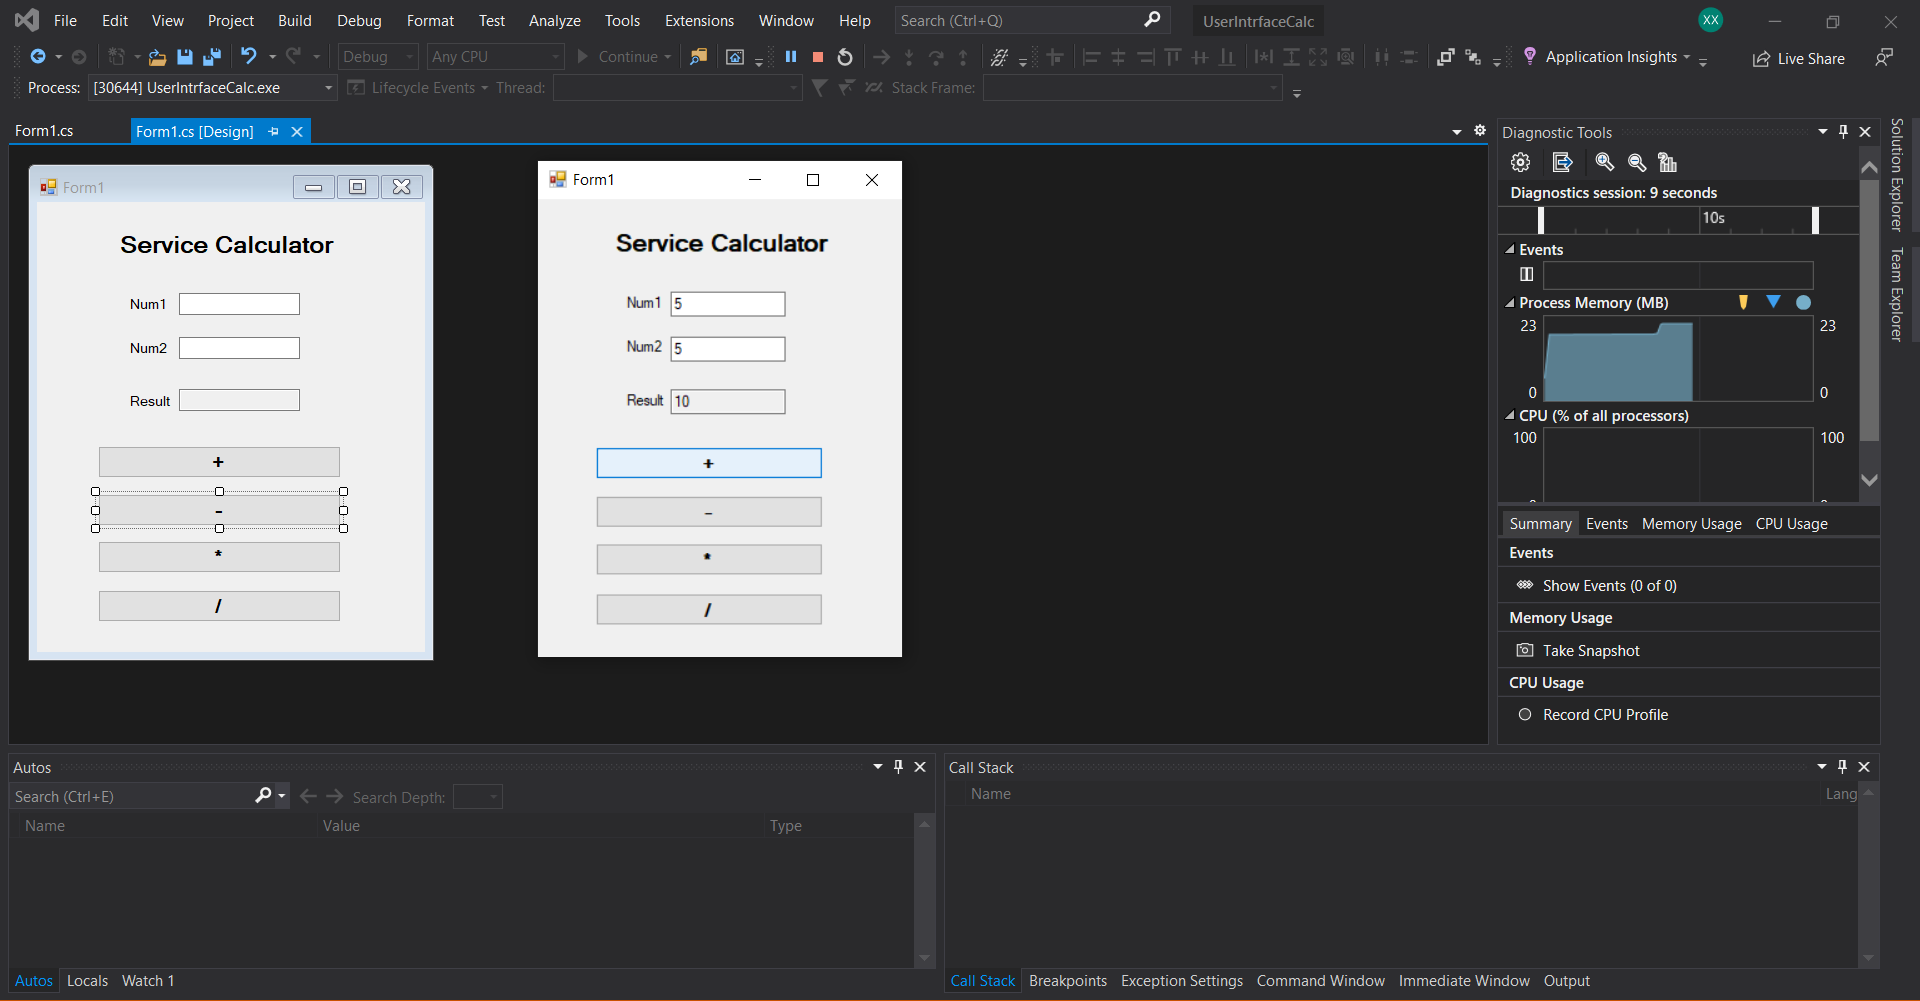 File Edit View Project Build Debug Format Test Analyze Tools Extensions Window Help Search (Ctrl+Q) UserIntrfaceCalc XX
Debug Any CPU Continue Application Insights Live Share
Process: [30644] UserIntrfaceCalc.exe Lifecycle Events Thread: Stack Frame:
Form1.cs Form1.cs [Design]
Form1
Service Calculator
Num1
Num2
Result
+
-
*
/
Form1
Service Calculator
Num1 5
Num2 5
Result 10
+
-
*
/
Diagnostic Tools
Diagnostics session: 9 seconds
10s
Events
Process Memory (MB)
23 23
0 0
CPU (% of all processors)
100 100
Summary Events Memory Usage CPU Usage
Events
Show Events (0 of 0)
Memory Usage
Take Snapshot
CPU Usage
Record CPU Profile
Solution Explorer
Team Explorer
Autos
Search (Ctrl+E) Search Depth:
Name Value Type
Autos Locals Watch 1
Call Stack
Name Lang
Call Stack Breakpoints Exception Settings Command Window Immediate Window Output